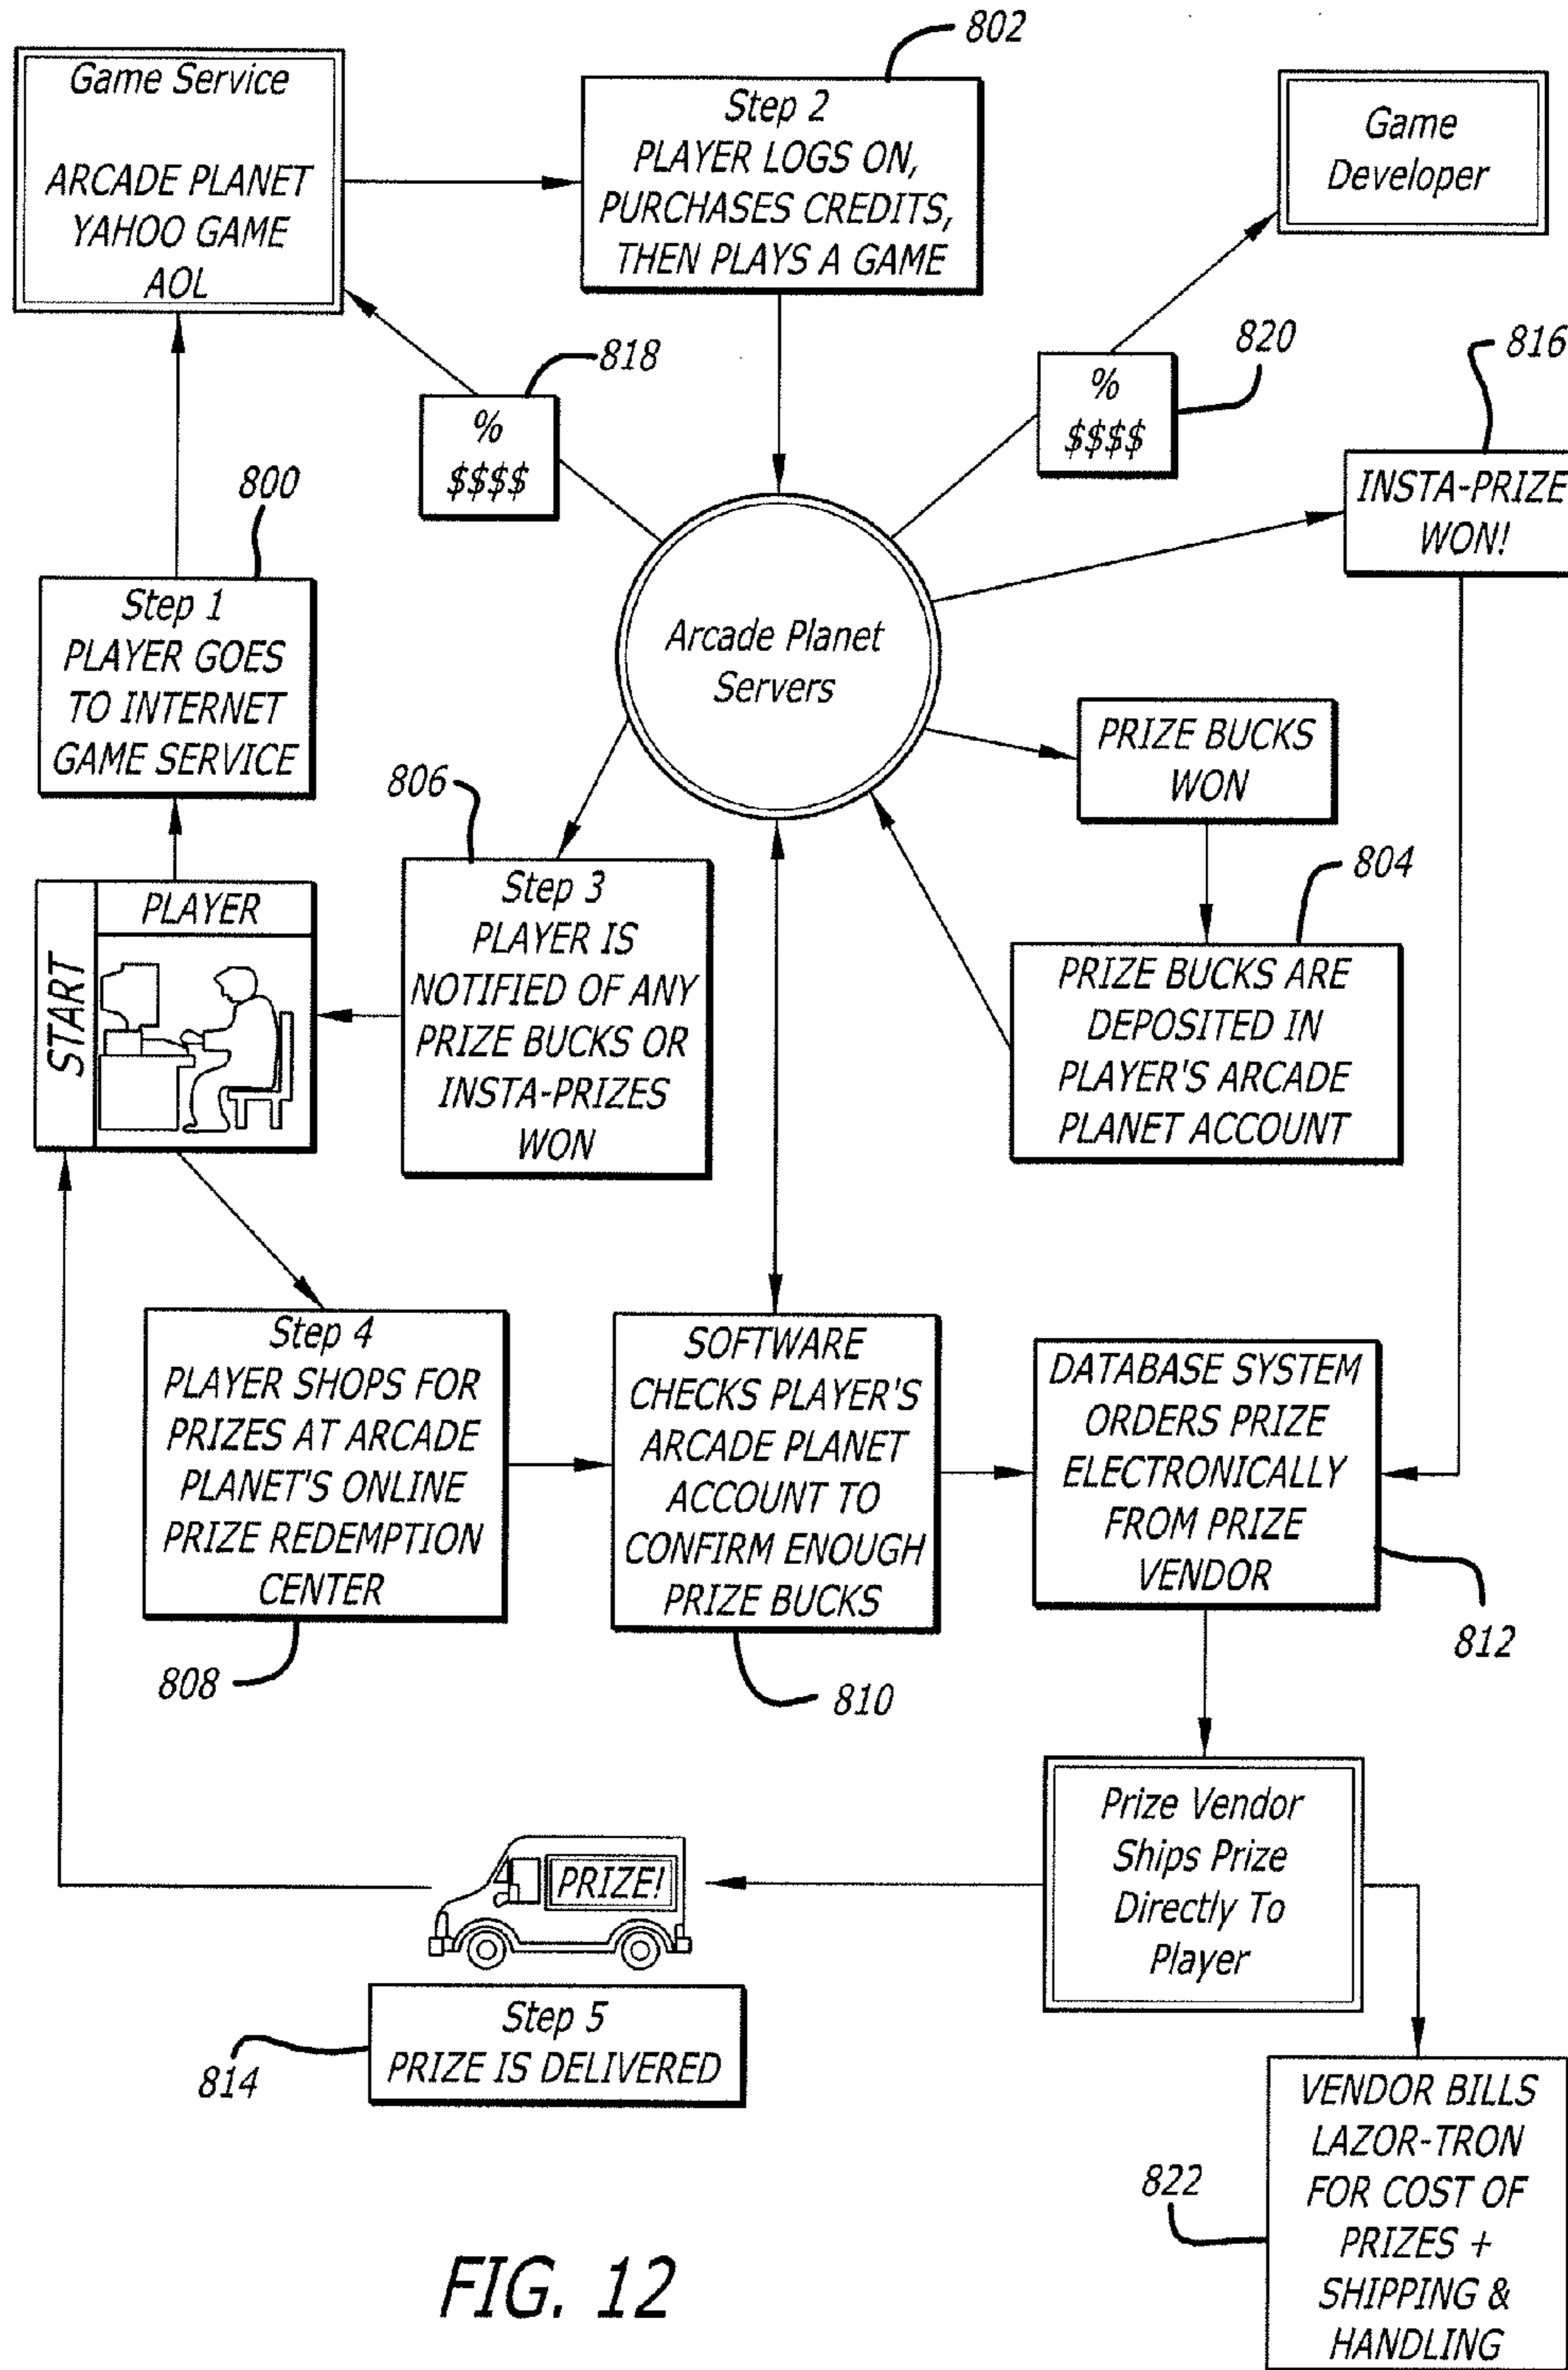 802
Game Service
ARCADE PLANET
YAHOO GAME
AOL
Step 2
PLAYER LOGS ON,
PURCHASES CREDITS,
THEN PLAYS A GAME
Game
Developer
818
%
$$$$
820
%
$$$$
816
INSTA-PRIZE
WON!
800
Step 1
PLAYER GOES
TO INTERNET
GAME SERVICE
Arcade Planet
Servers
PRIZE BUCKS
WON
806
Step 3
PLAYER IS
NOTIFIED OF ANY
PRIZE BUCKS OR
INSTA-PRIZES
WON
804
PRIZE BUCKS ARE
DEPOSITED IN
PLAYER'S ARCADE
PLANET ACCOUNT
START
PLAYER
Step 4
PLAYER SHOPS FOR
PRIZES AT ARCADE
PLANET'S ONLINE
PRIZE REDEMPTION
CENTER
808
SOFTWARE
CHECKS PLAYER'S
ARCADE PLANET
ACCOUNT TO
CONFIRM ENOUGH
PRIZE BUCKS
810
DATABASE SYSTEM
ORDERS PRIZE
ELECTRONICALLY
FROM PRIZE
VENDOR
812
Prize Vendor
Ships Prize
Directly To
Player
PRIZE!
Step 5
PRIZE IS DELIVERED
814
VENDOR BILLS
LAZOR-TRON
FOR COST OF
PRIZES +
SHIPPING &
HANDLING
822
FIG. 12